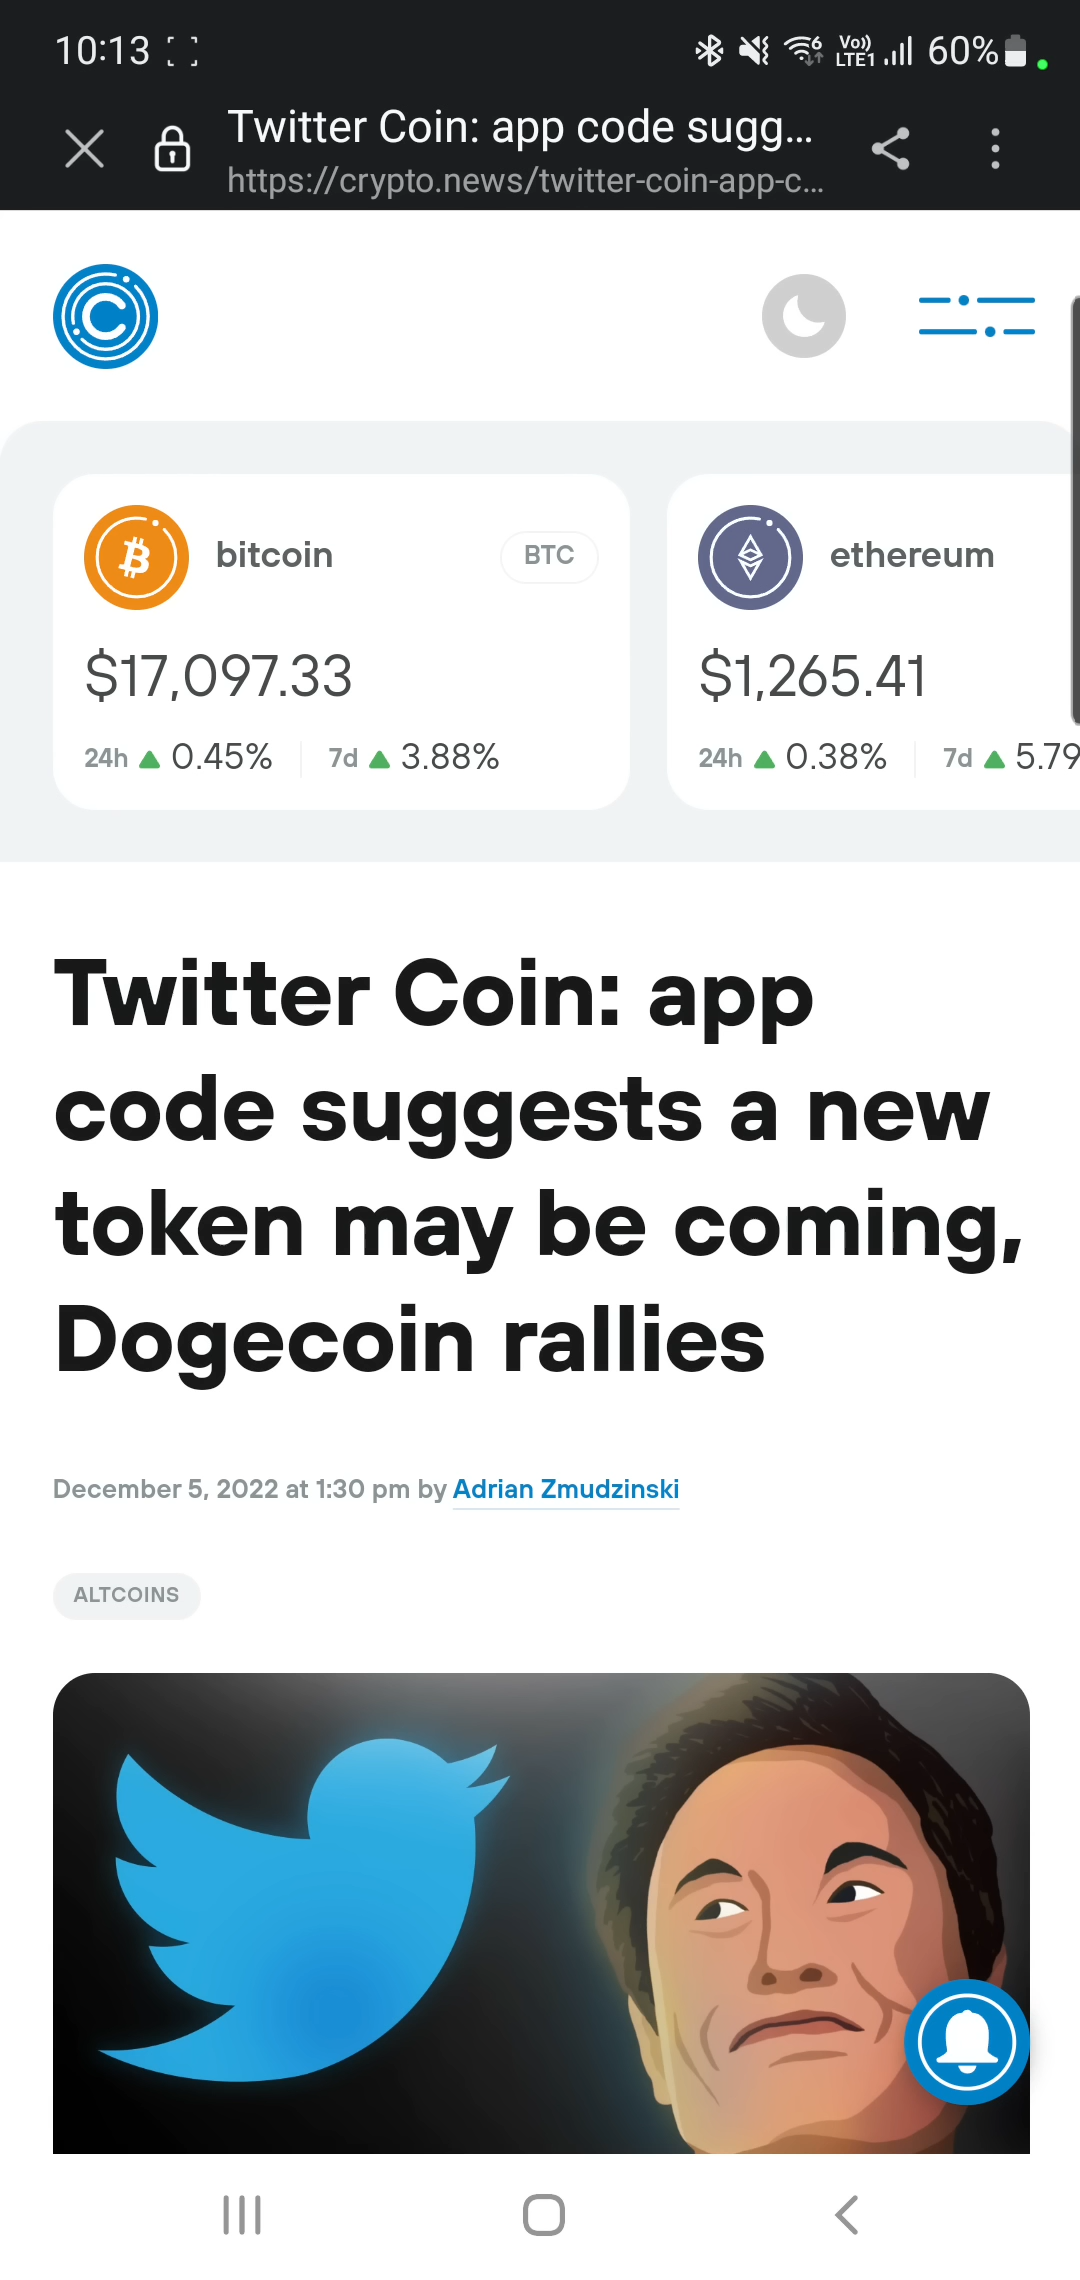 10:13
Vo)) LTE1 60%
Twitter Coin: app code sugg...
https://crypto.news/twitter-coin-app-c...
bitcoin BTC
ethereum
$17,097.33
$1,265.41
24h 0.45% 7d 3.88%
24h 0.38% 7d 5.79
Twitter Coin: app
code suggests a new
token may be coming,
Dogecoin rallies
December 5, 2022 at 1:30 pm by Adrian Zmudzinski
ALTCOINS